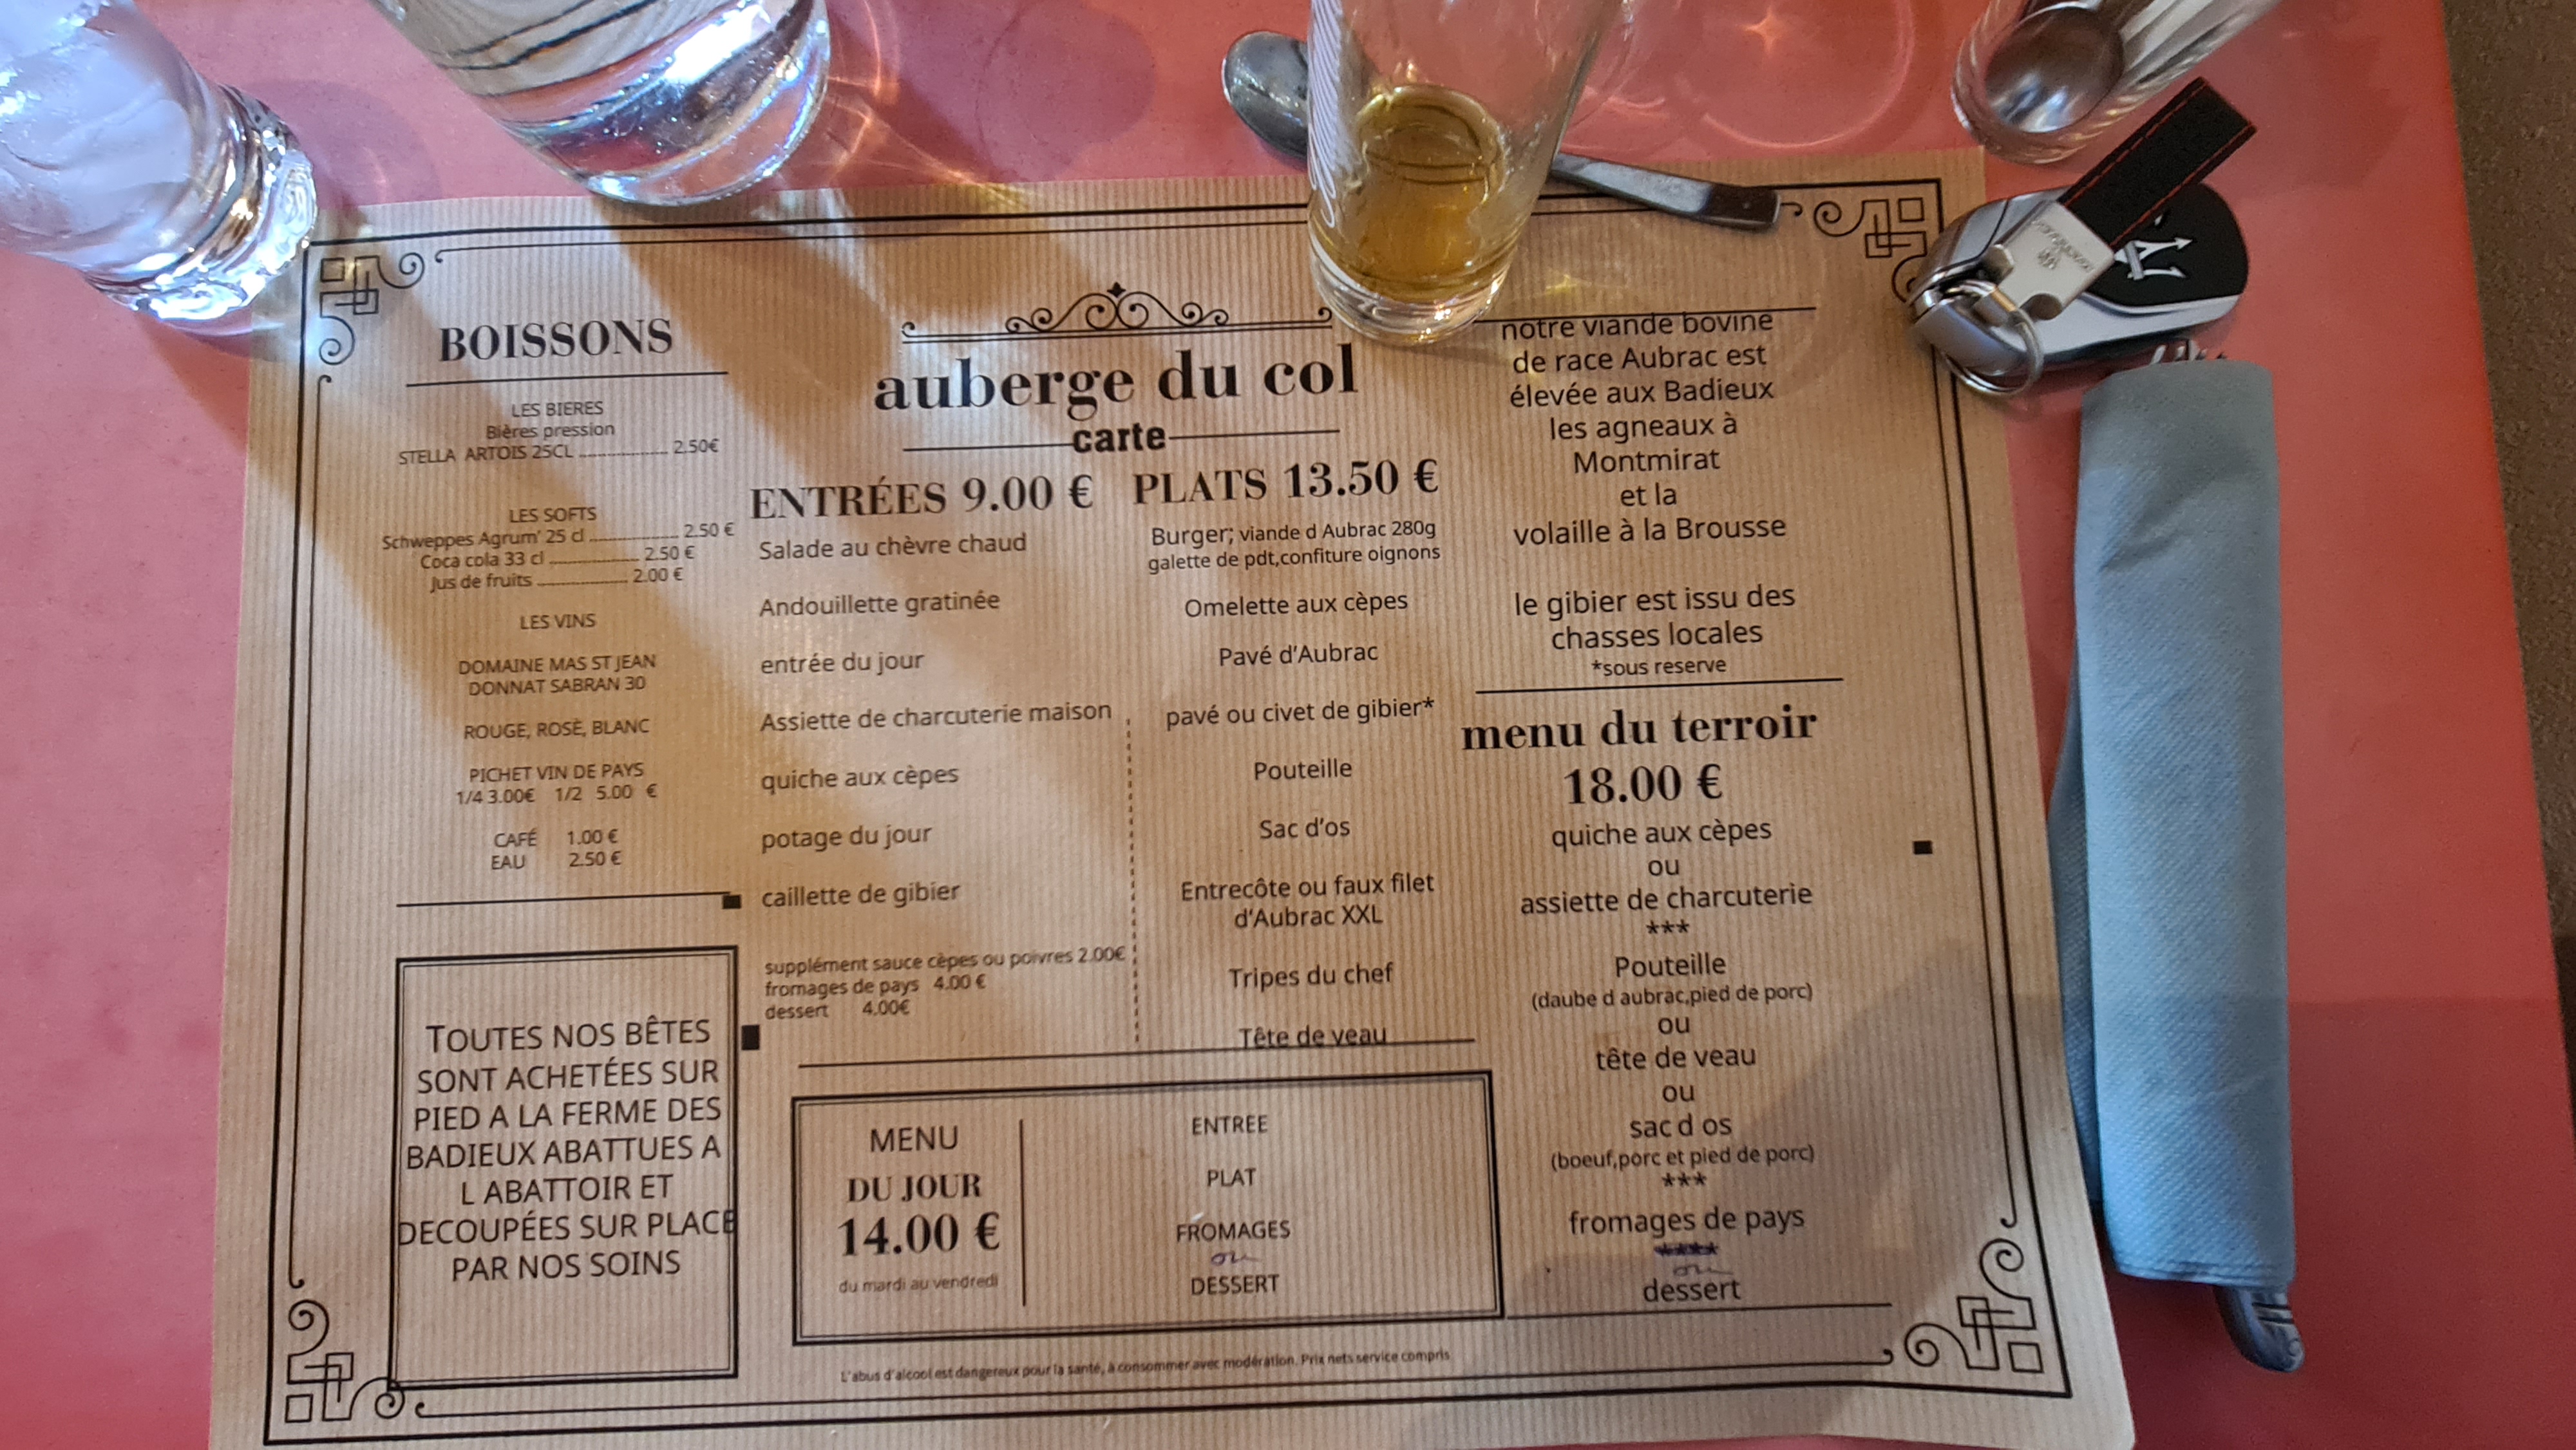 BOISSONS
LES BIERES
Bières pression
STELLA ARTOIS 25CL .................... 2.50€
LES SOFTS
Schweppes Agrum' 25 cl .................... 2.50 €
Coca cola 33 cl .................... 2.50 €
Jus de fruits .................... 2.00 €
LES VINS
DOMAINE MAS ST JEAN
DONNAT SABRAN 30
ROUGE, ROSÈ, BLANC
PICHET VIN DE PAYS
1/4 3.00€ 1/2 5.00 €
CAFÉ 1.00 €
EAU 2.50 €
TOUTES NOS BÊTES
SONT ACHETÉES SUR
PIED A LA FERME DES
BADIEUX ABATTUES A
L ABATTOIR ET
DECOUPÉES SUR PLACE
PAR NOS SOINS
auberge du col
carte
ENTRÉES 9.00 €
Salade au chèvre chaud
Andouillette gratinée
entrée du jour
Assiette de charcuterie maison
quiche aux cèpes
potage du jour
caillette de gibier
supplément sauce cèpes ou poivres 2.00€
fromages de pays 4.00 €
dessert 4.00€
PLATS 13.50 €
Burger; viande d Aubrac 280g
galette de pdt,confiture oignons
Omelette aux cèpes
Pavé d'Aubrac
pavé ou civet de gibier*
Pouteille
Sac d'os
Entrecôte ou faux filet
d'Aubrac XXL
Tripes du chef
Tête de veau
MENU
DU JOUR
14.00 €
du mardi au vendredi
ENTREE
PLAT
FROMAGES
ou
DESSERT
notre viande bovine
de race Aubrac est
élevée aux Badieux
les agneaux à
Montmirat
et la
volaille à la Brousse
le gibier est issu des
chasses locales
*sous reserve
menu du terroir
18.00 €
quiche aux cèpes
ou
assiette de charcuterie
***
Pouteille
(daube d aubrac,pied de porc)
ou
tête de veau
ou
sac d os
(boeuf,porc et pied de porc)
***
fromages de pays
****
ou
dessert
L'abus d'alcool est dangereux pour la santé, à consommer avec modération. Prix nets service compris